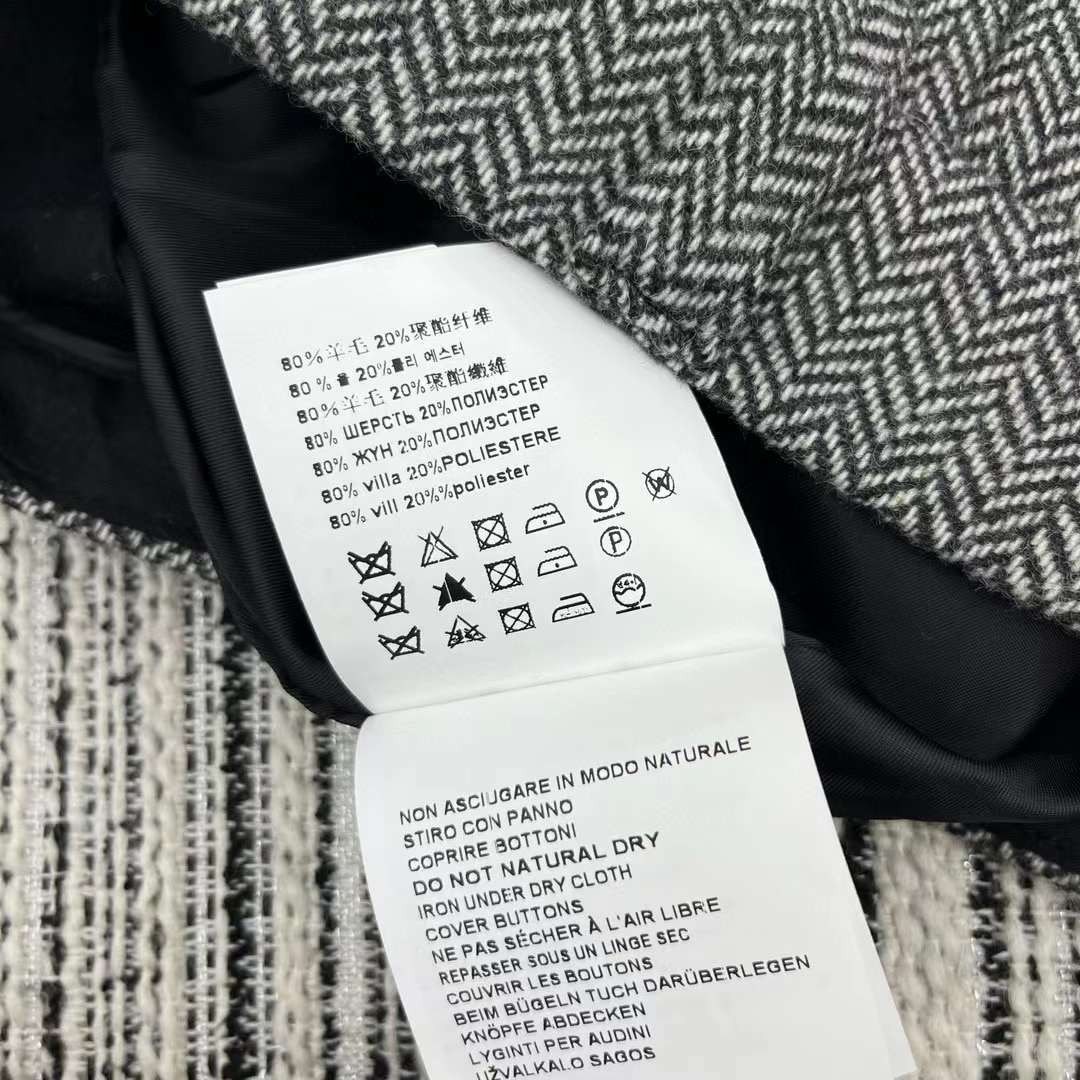 80%羊毛 20%聚酯纤维
80 % 울 20%폴리 에스터
80%羊毛 20%聚酯纖維
80% ШЕРСТЬ 20%ПОЛИЭСТЕР
80% ЖҮН 20%ПОЛИЭСТЕР
80% villa 20%POLIESTERE
80% vill 20%%poliester
P W
P
NON ASCIUGARE IN MODO NATURALE
STIRO CON PANNO
COPRIRE BOTTONI
DO NOT NATURAL DRY
IRON UNDER DRY CLOTH
COVER BUTTONS
NE PAS SÉCHER À L'AIR LIBRE
REPASSER SOUS UN LINGE SEC
COUVRIR LES BOUTONS
BEIM BÜGELN TUCH DARÜBERLEGEN
KNÖPFE ABDECKEN
LYGINTI PER AUDINI
UŽVALKALO SAGOS